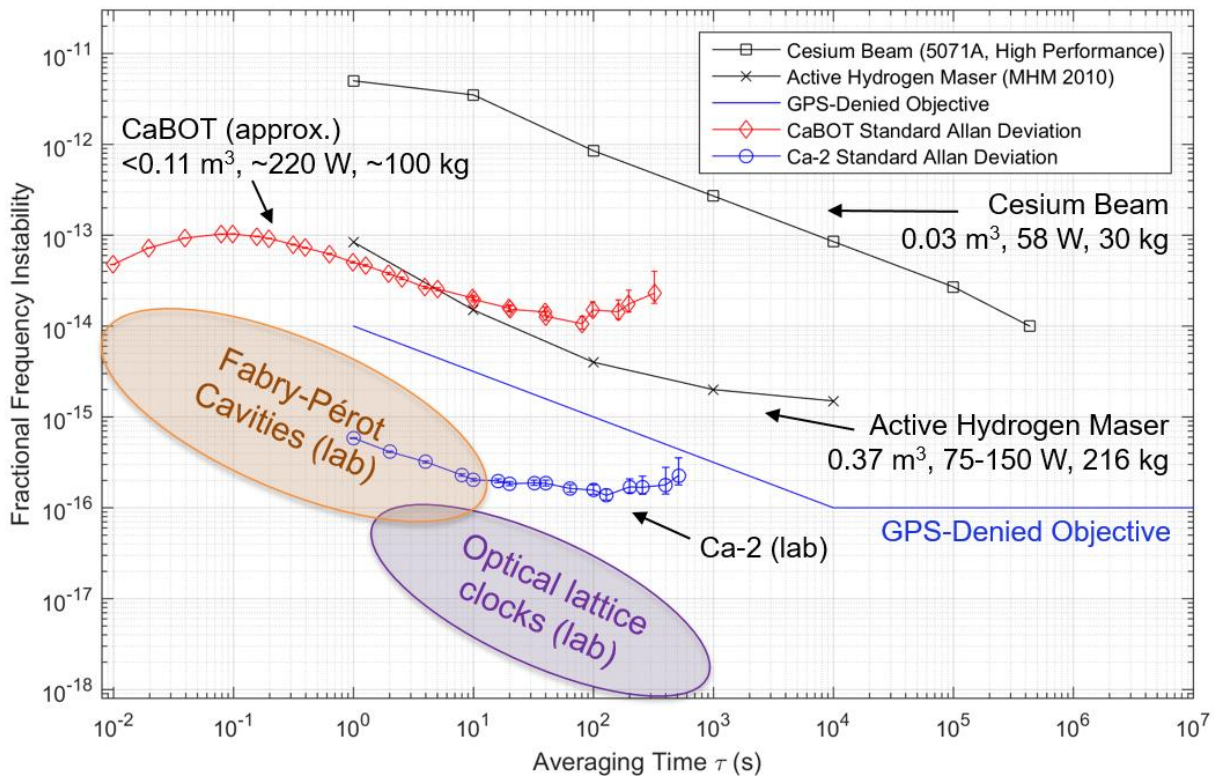 Cesium Beam (5071A, High Performance)
Active Hydrogen Maser (MHM 2010)
GPS-Denied Objective
CaBOT Standard Allan Deviation
Ca-2 Standard Allan Deviation
CaBOT (approx.)
<0.11 m³, ~220 W, ~100 kg
Cesium Beam
0.03 m³, 58 W, 30 kg
Fabry-Pérot
Cavities (lab)
Active Hydrogen Maser
0.37 m³, 75-150 W, 216 kg
GPS-Denied Objective
Ca-2 (lab)
Optical lattice
clocks (lab)
Fractional Frequency Instability
10⁻¹¹
10⁻¹²
10⁻¹³
10⁻¹⁴
10⁻¹⁵
10⁻¹⁶
10⁻¹⁷
10⁻¹⁸
10⁻² 10⁻¹ 10⁰ 10¹ 10² 10³ 10⁴ 10⁵ 10⁶ 10⁷
Averaging Time τ (s)